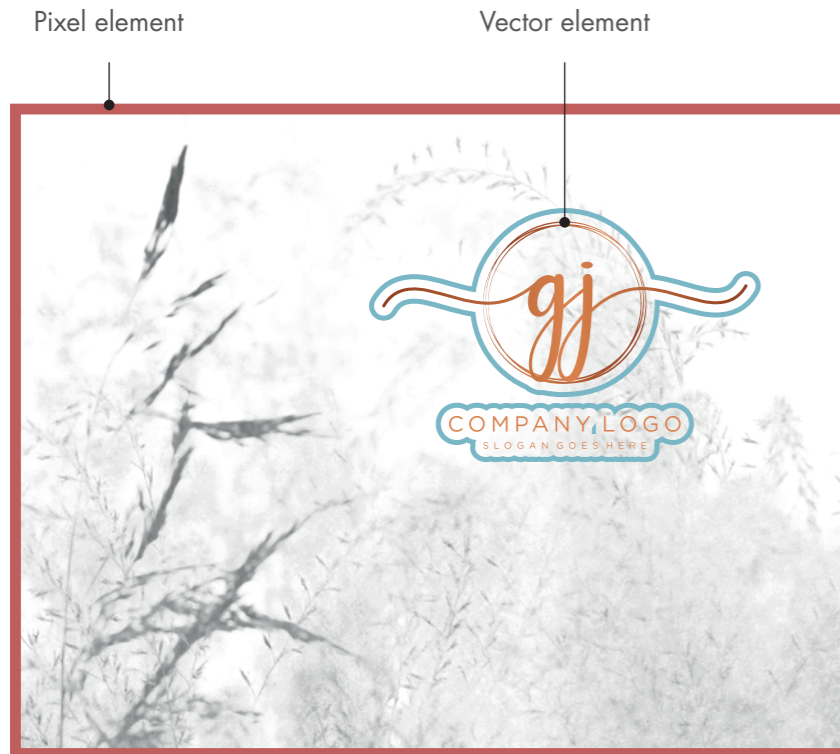 Pixel element
Vector element
gj
COMPANY LOGO
SLOGAN GOES HERE